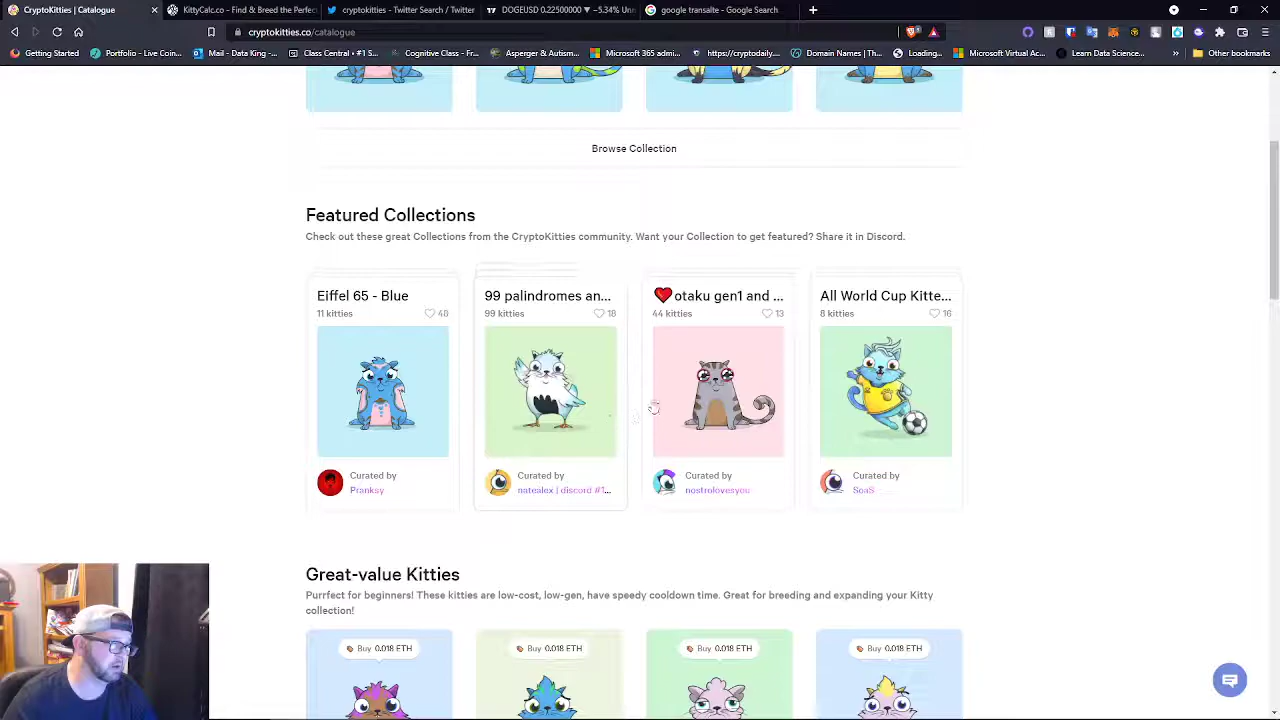 CryptoKitties | Catalogue
KittyCalc.co - Find & Breed the Perfe
cryptokitties - Twitter Search / Twitter
DOGEUSD 0.22500000 ▼ −5.34% Unn
google transalte - Google Search
cryptokitties.co/catalogue
Getting Started
Portfolio - Live Coin...
Mail - Data King -...
Class Central • #1 S...
Cognitive Class - Fr...
Asperger & Autism...
Microsoft 365 admi...
https://cryptodaily....
Domain Names | Th...
Loading...
Microsoft Virtual Ac...
Learn Data Science...
Other bookmarks
Browse Collection
Featured Collections
Check out these great Collections from the CryptoKitties community. Want your Collection to get featured? Share it in Discord.
Eiffel 65 - Blue
11 kitties
48
Curated by
Pranksy
99 palindromes an...
99 kitties
18
Curated by
natealex | discord #1...
❤️otaku gen1 and ...
44 kitties
13
Curated by
nostrolovesyou
All World Cup Kitte...
8 kitties
16
Curated by
SoaS
Great-value Kitties
Purrfect for beginners! These kitties are low-cost, low-gen, have speedy cooldown time. Great for breeding and expanding your Kitty
collection!
Buy 0.018 ETH
Buy 0.018 ETH
Buy 0.018 ETH
Buy 0.018 ETH